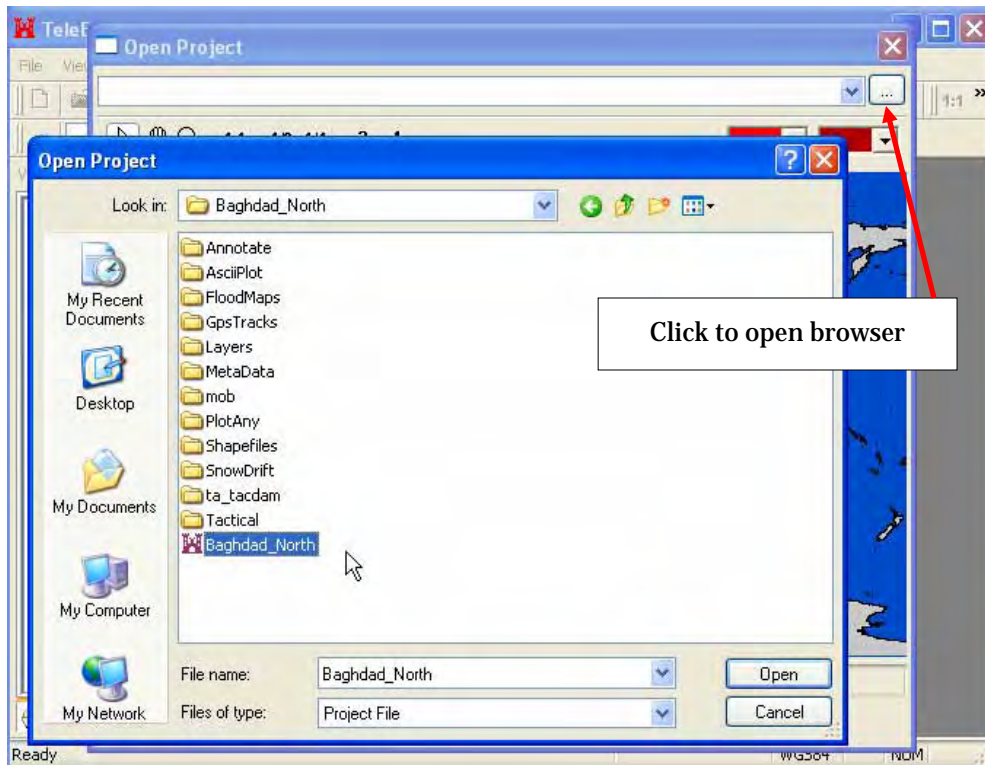 TeleE
Open Project
File Vie
...
1:1 »
Open Project
Look in: Baghdad_North
Annotate
AsciiPlot
FloodMaps
GpsTracks
Layers
MetaData
mob
PlotAny
Shapefiles
SnowDrift
ta_tacdam
Tactical
Baghdad_North
My Recent
Documents
Desktop
My Documents
My Computer
My Network
Click to open browser
File name: Baghdad_North Open
Files of type: Project File Cancel
Ready WGS84 NUM